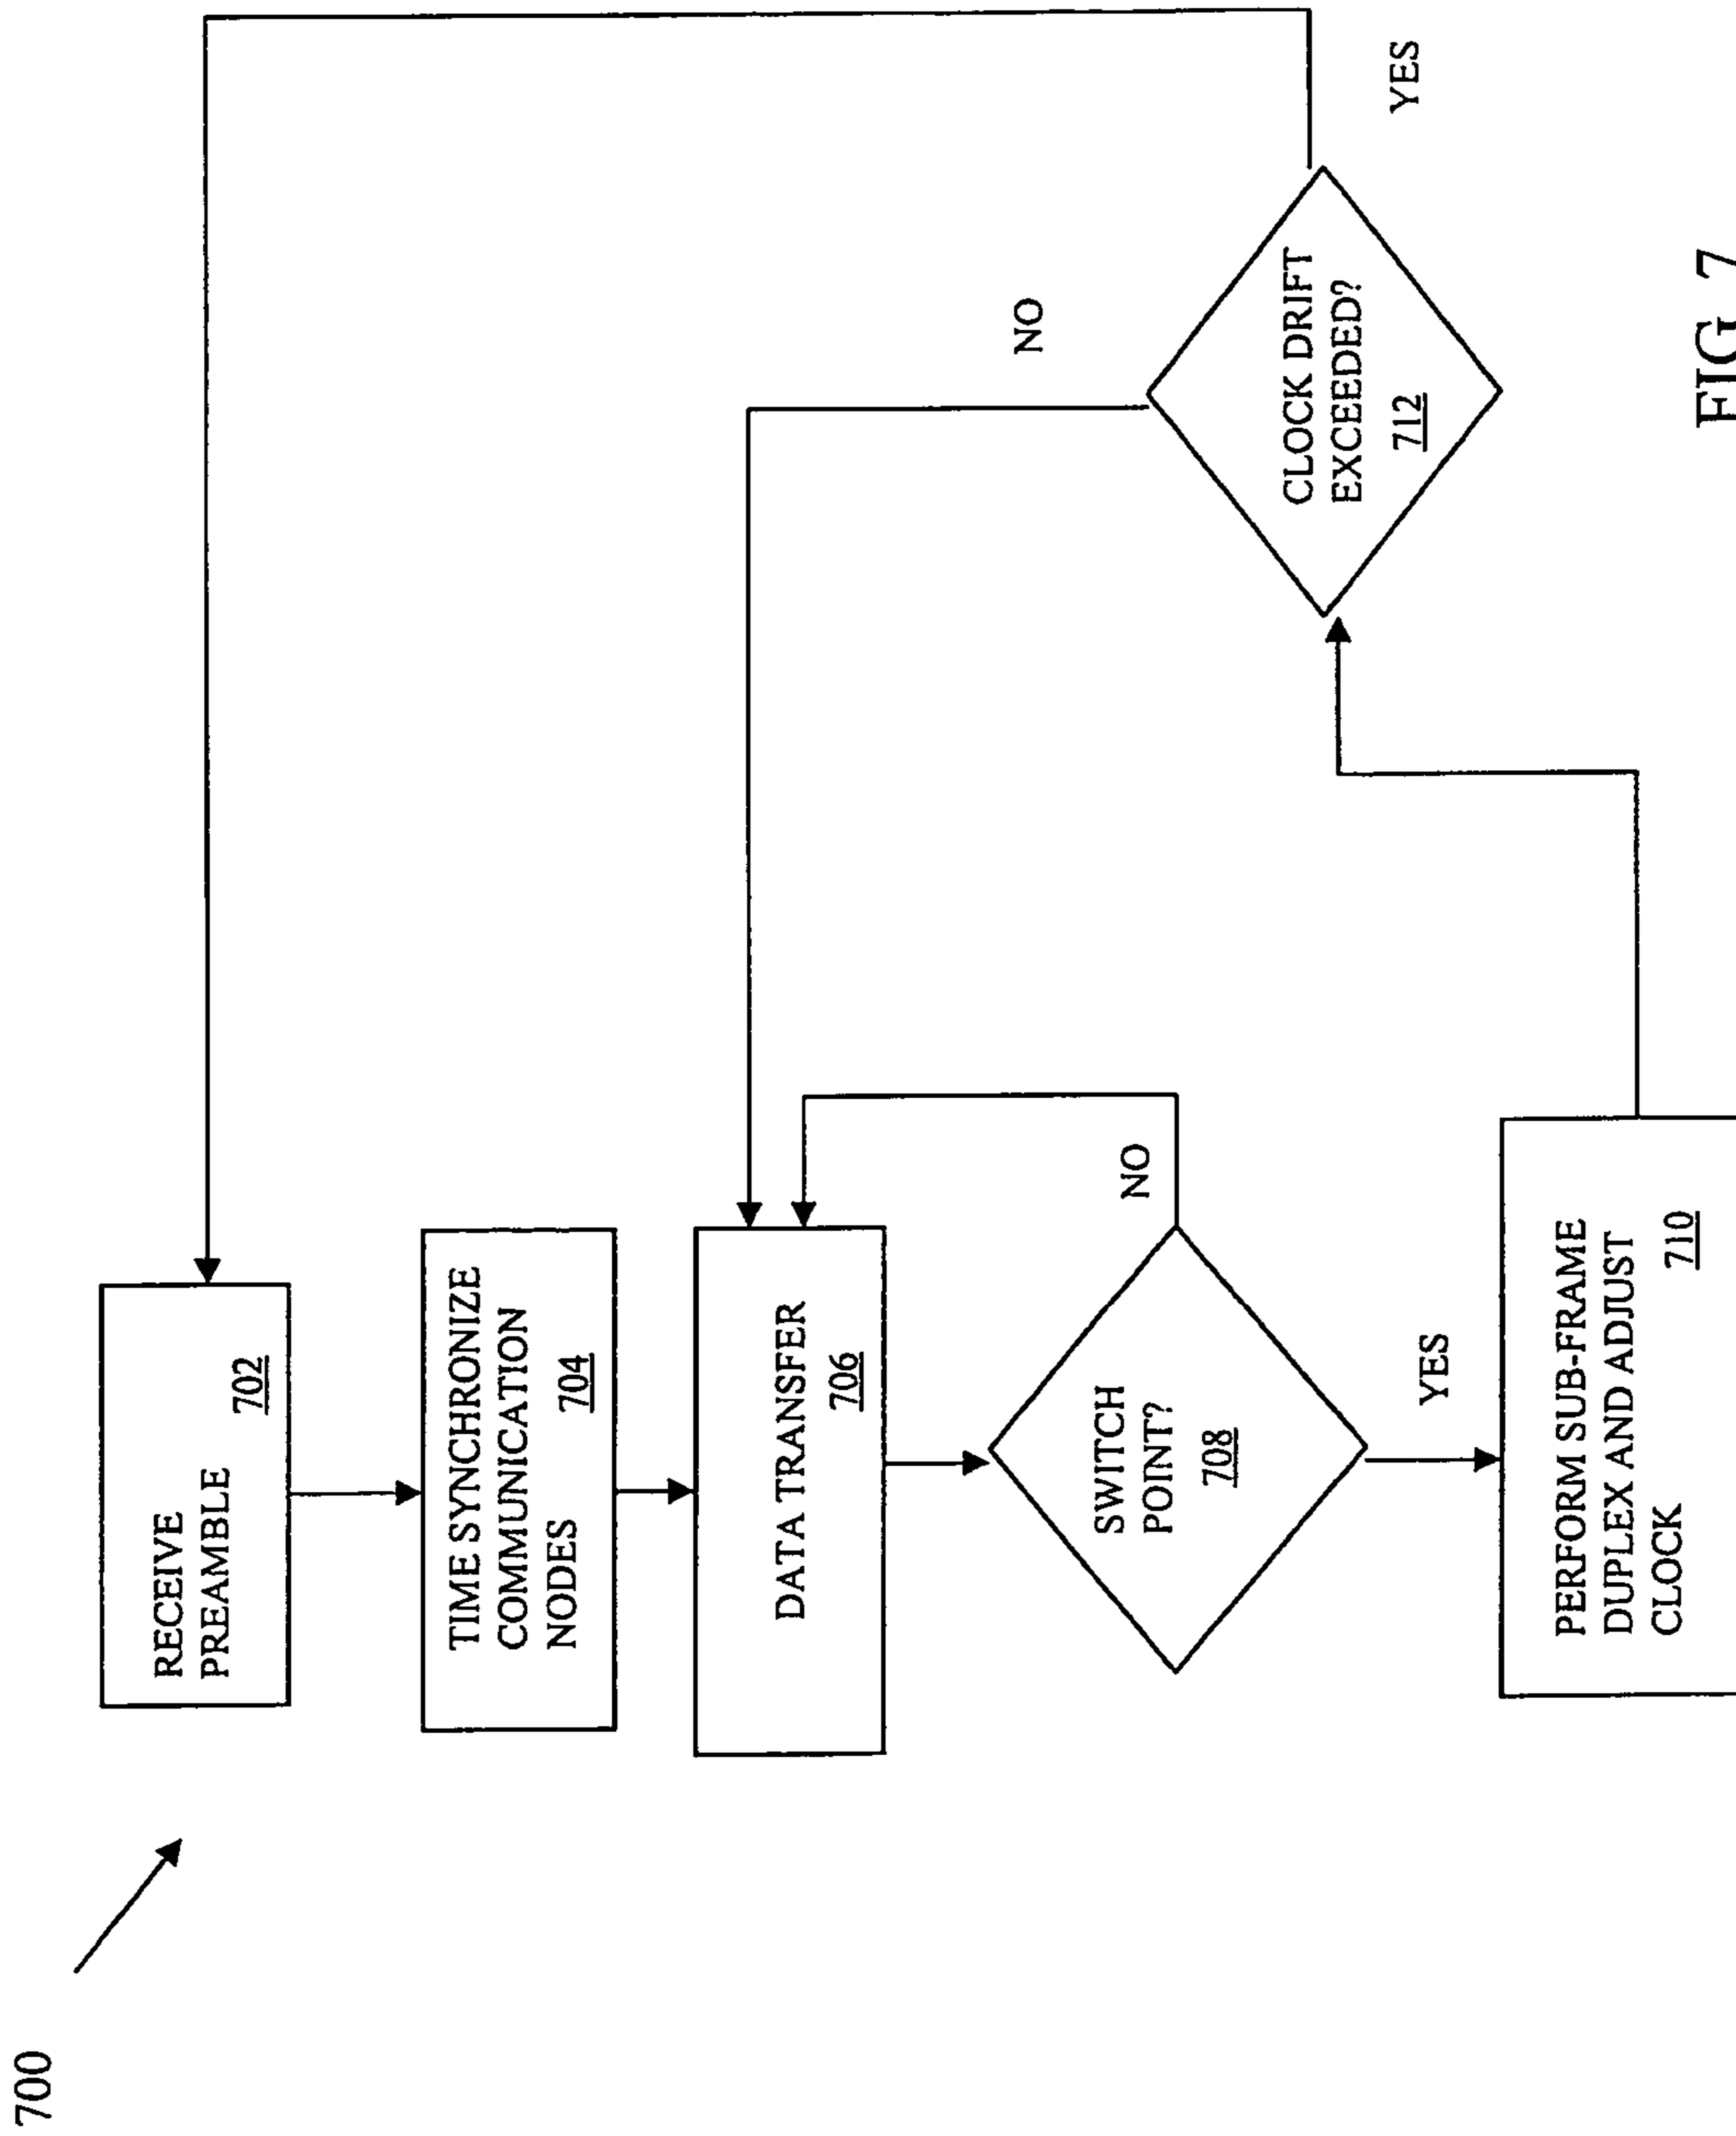 700
RECEIVE
PREAMBLE
702
TIME SYNCHRONIZE
COMMUNICATION
NODES
704
DATA TRANSFER
706
SWITCH
POINT?
708
NO
YES
PERFORM SUB-FRAME
DUPLEX AND ADJUST
CLOCK
710
CLOCK DRIFT
EXCEEDED?
712
NO
YES
FIG. 7